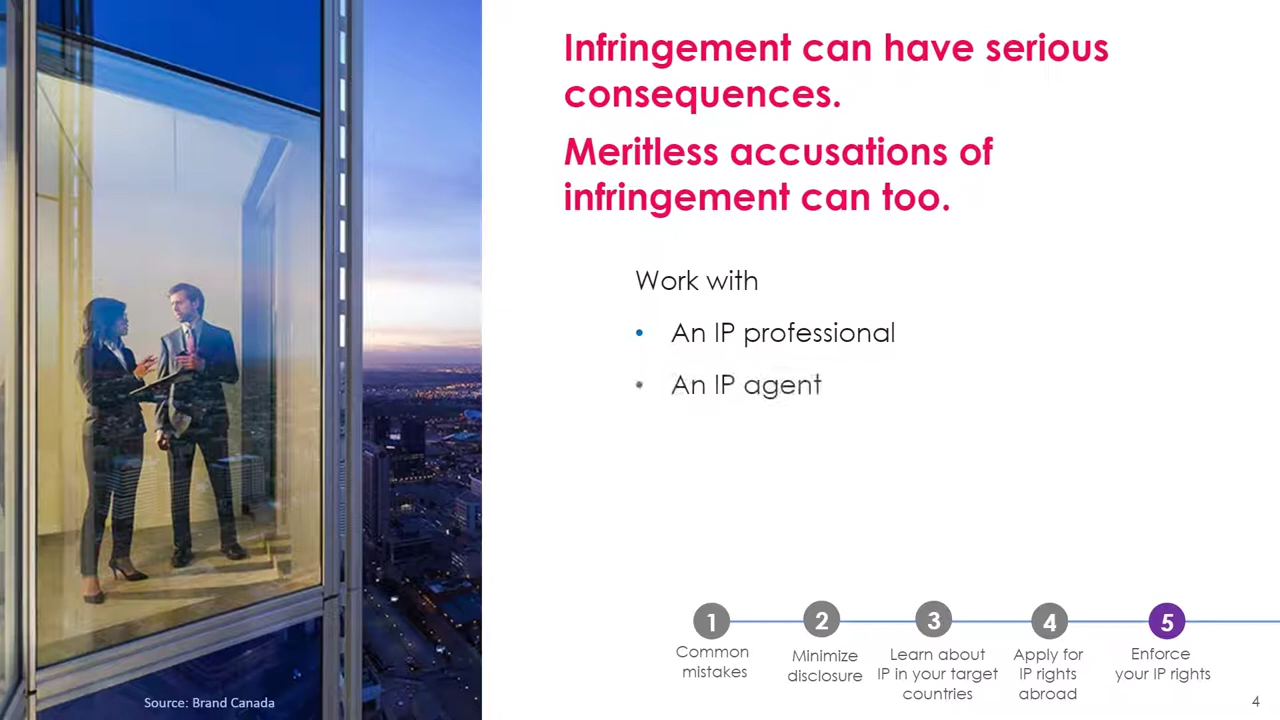 Infringement can have serious
consequences.
Meritless accusations of
infringement can too.
Work with
• An IP professional
• An IP agent
1
Common
mistakes
2
Minimize
disclosure
3
Learn about
IP in your target
countries
4
Apply for
IP rights
abroad
5
Enforce
your IP rights
Source: Brand Canada
4